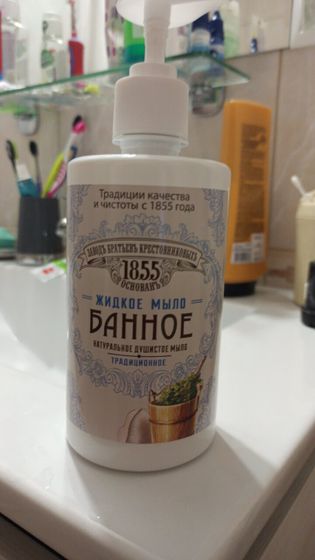 Традиции качества
и чистоты с 1855 года
ЗАВОДЪ БРАТЬЕВЪ КРЕСТОВНИКОВЫХЪ
1855
ОСНОВАНЪ
ЖИДКОЕ МЫЛО
БАННОЕ
НАТУРАЛЬНОЕ ДУШИСТОЕ МЫЛО
ТРАДИЦИОННОЕ